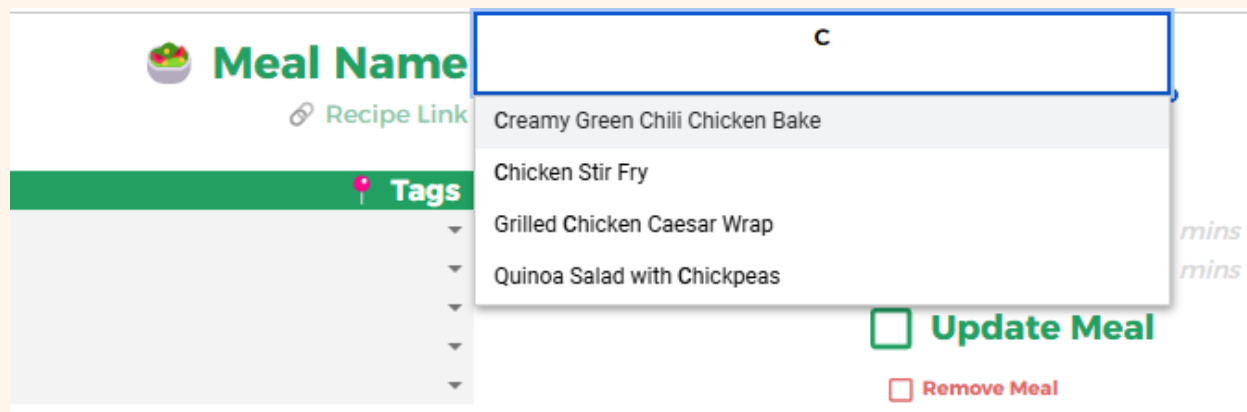 C
Meal Name
Recipe Link
Creamy Green Chili Chicken Bake
Chicken Stir Fry
Tags
Grilled Chicken Caesar Wrap
mins
Quinoa Salad with Chickpeas
mins
Update Meal
Remove Meal